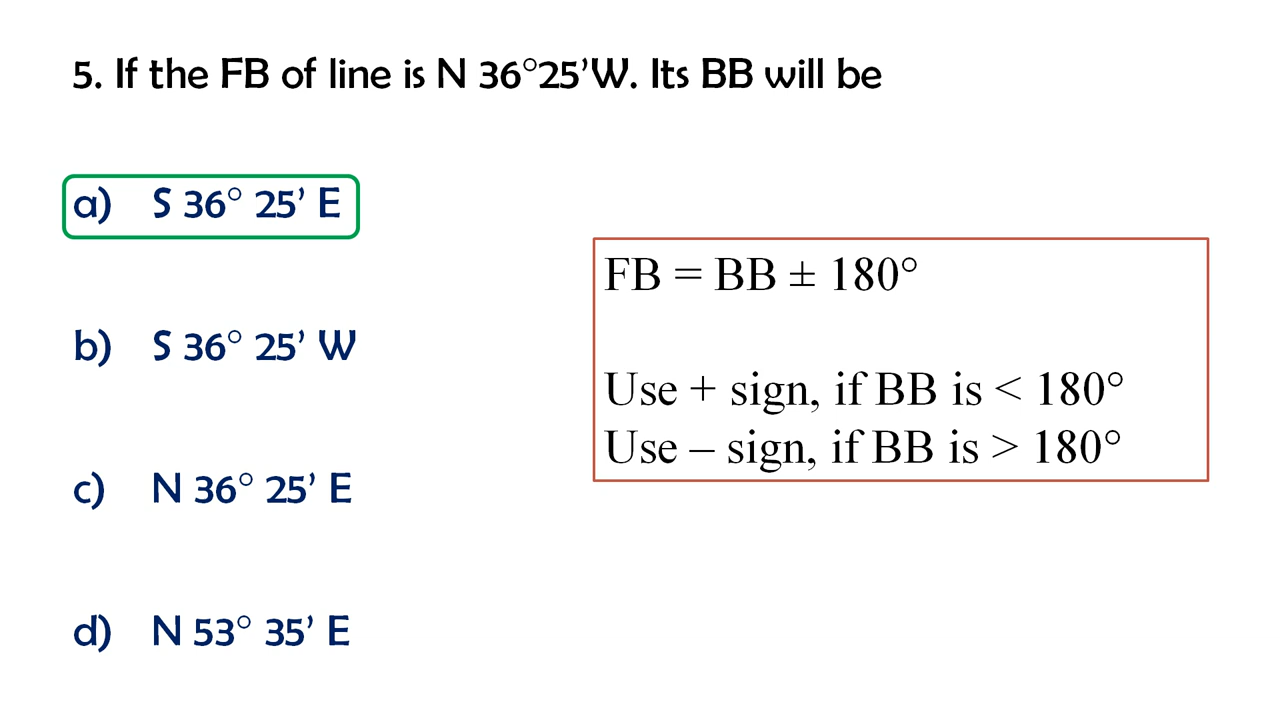 5. If the FB of line is N 36°25’W. Its BB will be
a) S 36° 25’ E
b) S 36° 25’ W
c) N 36° 25’ E
d) N 53° 35’ E
FB = BB ± 180°
Use + sign, if BB is < 180°
Use – sign, if BB is > 180°